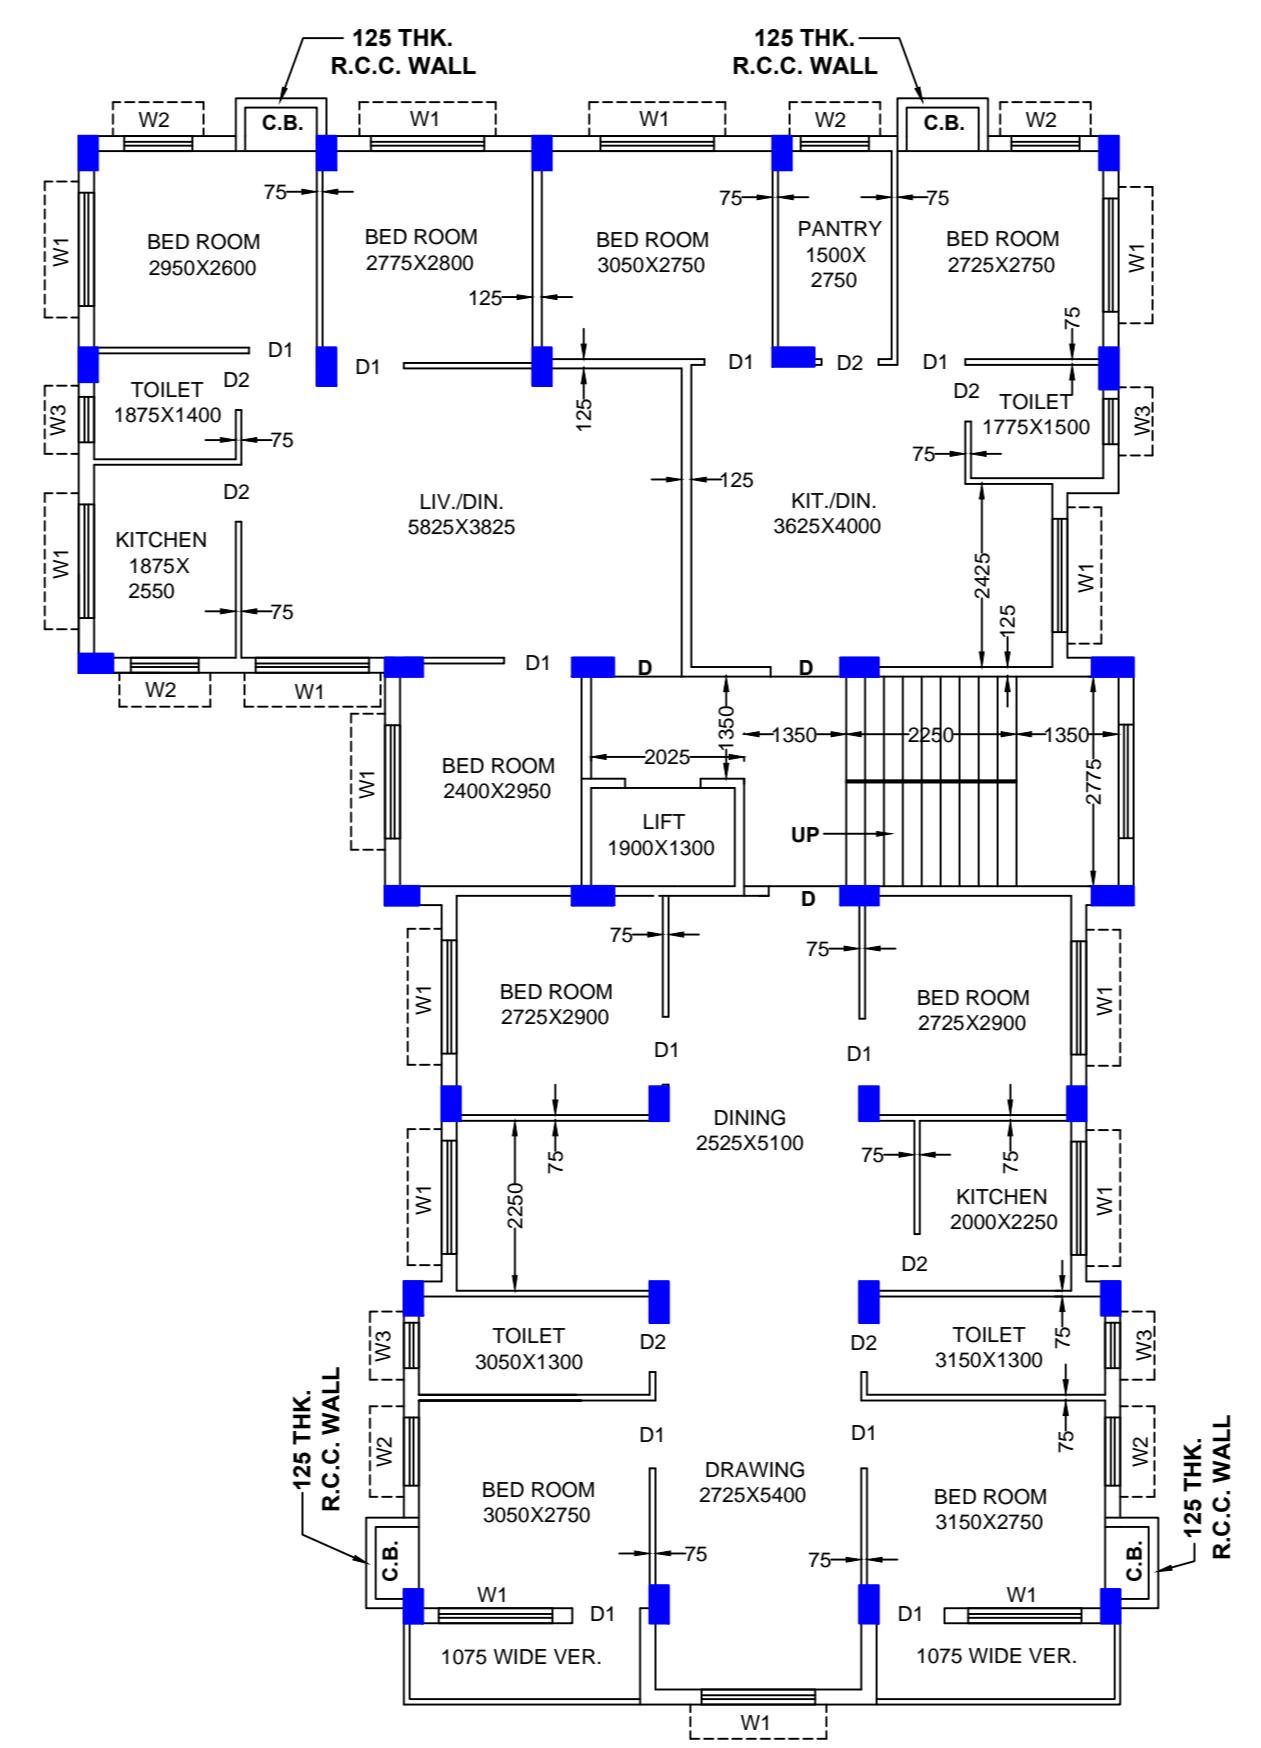 125 THK.
R.C.C. WALL
125 THK.
R.C.C. WALL
W2
C.B.
W1
W1
W2
C.B.
W2
75
75
75
W1
BED ROOM
2950X2600
BED ROOM
2775X2800
BED ROOM
3050X2750
PANTRY
1500X
2750
BED ROOM
2725X2750
W1
125
75
D1
D1
D1
D2
D1
D2
D2
TOILET
1875X1400
125
TOILET
1775X1500
W3
W3
75
75
125
D2
LIV./DIN.
5825X3825
KIT./DIN.
3625X4000
W1
KITCHEN
1875X
2550
2425
W1
75
125
D1
D
D
W2
W1
1350
1350
2250
1350
2025
W1
BED ROOM
2400X2950
2775
LIFT
1900X1300
UP
D
75
75
W1
BED ROOM
2725X2900
BED ROOM
2725X2900
W1
D1
D1
DINING
2525X5100
75
75
75
W1
2250
KITCHEN
2000X2250
W1
D2
W3
TOILET
3050X1300
D2
D2
TOILET
3150X1300
75
W3
125 THK.
R.C.C. WALL
W2
D1
D1
75
W2
125 THK.
R.C.C. WALL
BED ROOM
3050X2750
DRAWING
2725X5400
BED ROOM
3150X2750
C.B.
75
75
C.B.
W1
D1
D1
W1
1075 WIDE VER.
1075 WIDE VER.
W1